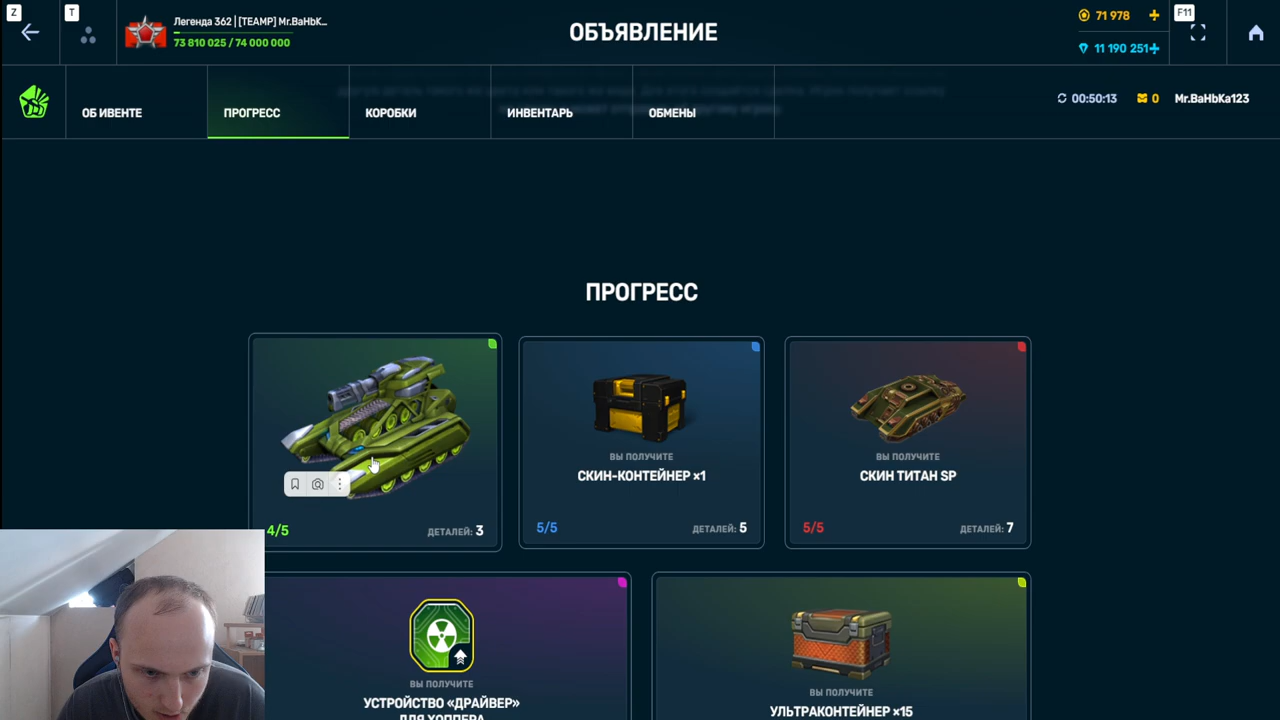 Z
T
Легенда 362 | [TEAMP] Mr.BaHbK...
73 810 025 / 74 000 000
ОБЪЯВЛЕНИЕ
71 978
11 190 251
F11
ОБ ИВЕНТЕ
ПРОГРЕСС
КОРОБКИ
ИНВЕНТАРЬ
ОБМЕНЫ
00:50:13
0
Mr.BaHbKa123
ПРОГРЕСС
4/5
ДЕТАЛЕЙ: 3
ВЫ ПОЛУЧИТЕ
СКИН-КОНТЕЙНЕР ×1
5/5
ДЕТАЛЕЙ: 5
ВЫ ПОЛУЧИТЕ
СКИН ТИТАН SP
5/5
ДЕТАЛЕЙ: 7
ВЫ ПОЛУЧИТЕ
УСТРОЙСТВО «ДРАЙВЕР»
ДЛЯ ХОППЕРА
ВЫ ПОЛУЧИТЕ
УЛЬТРАКОНТЕЙНЕР ×15